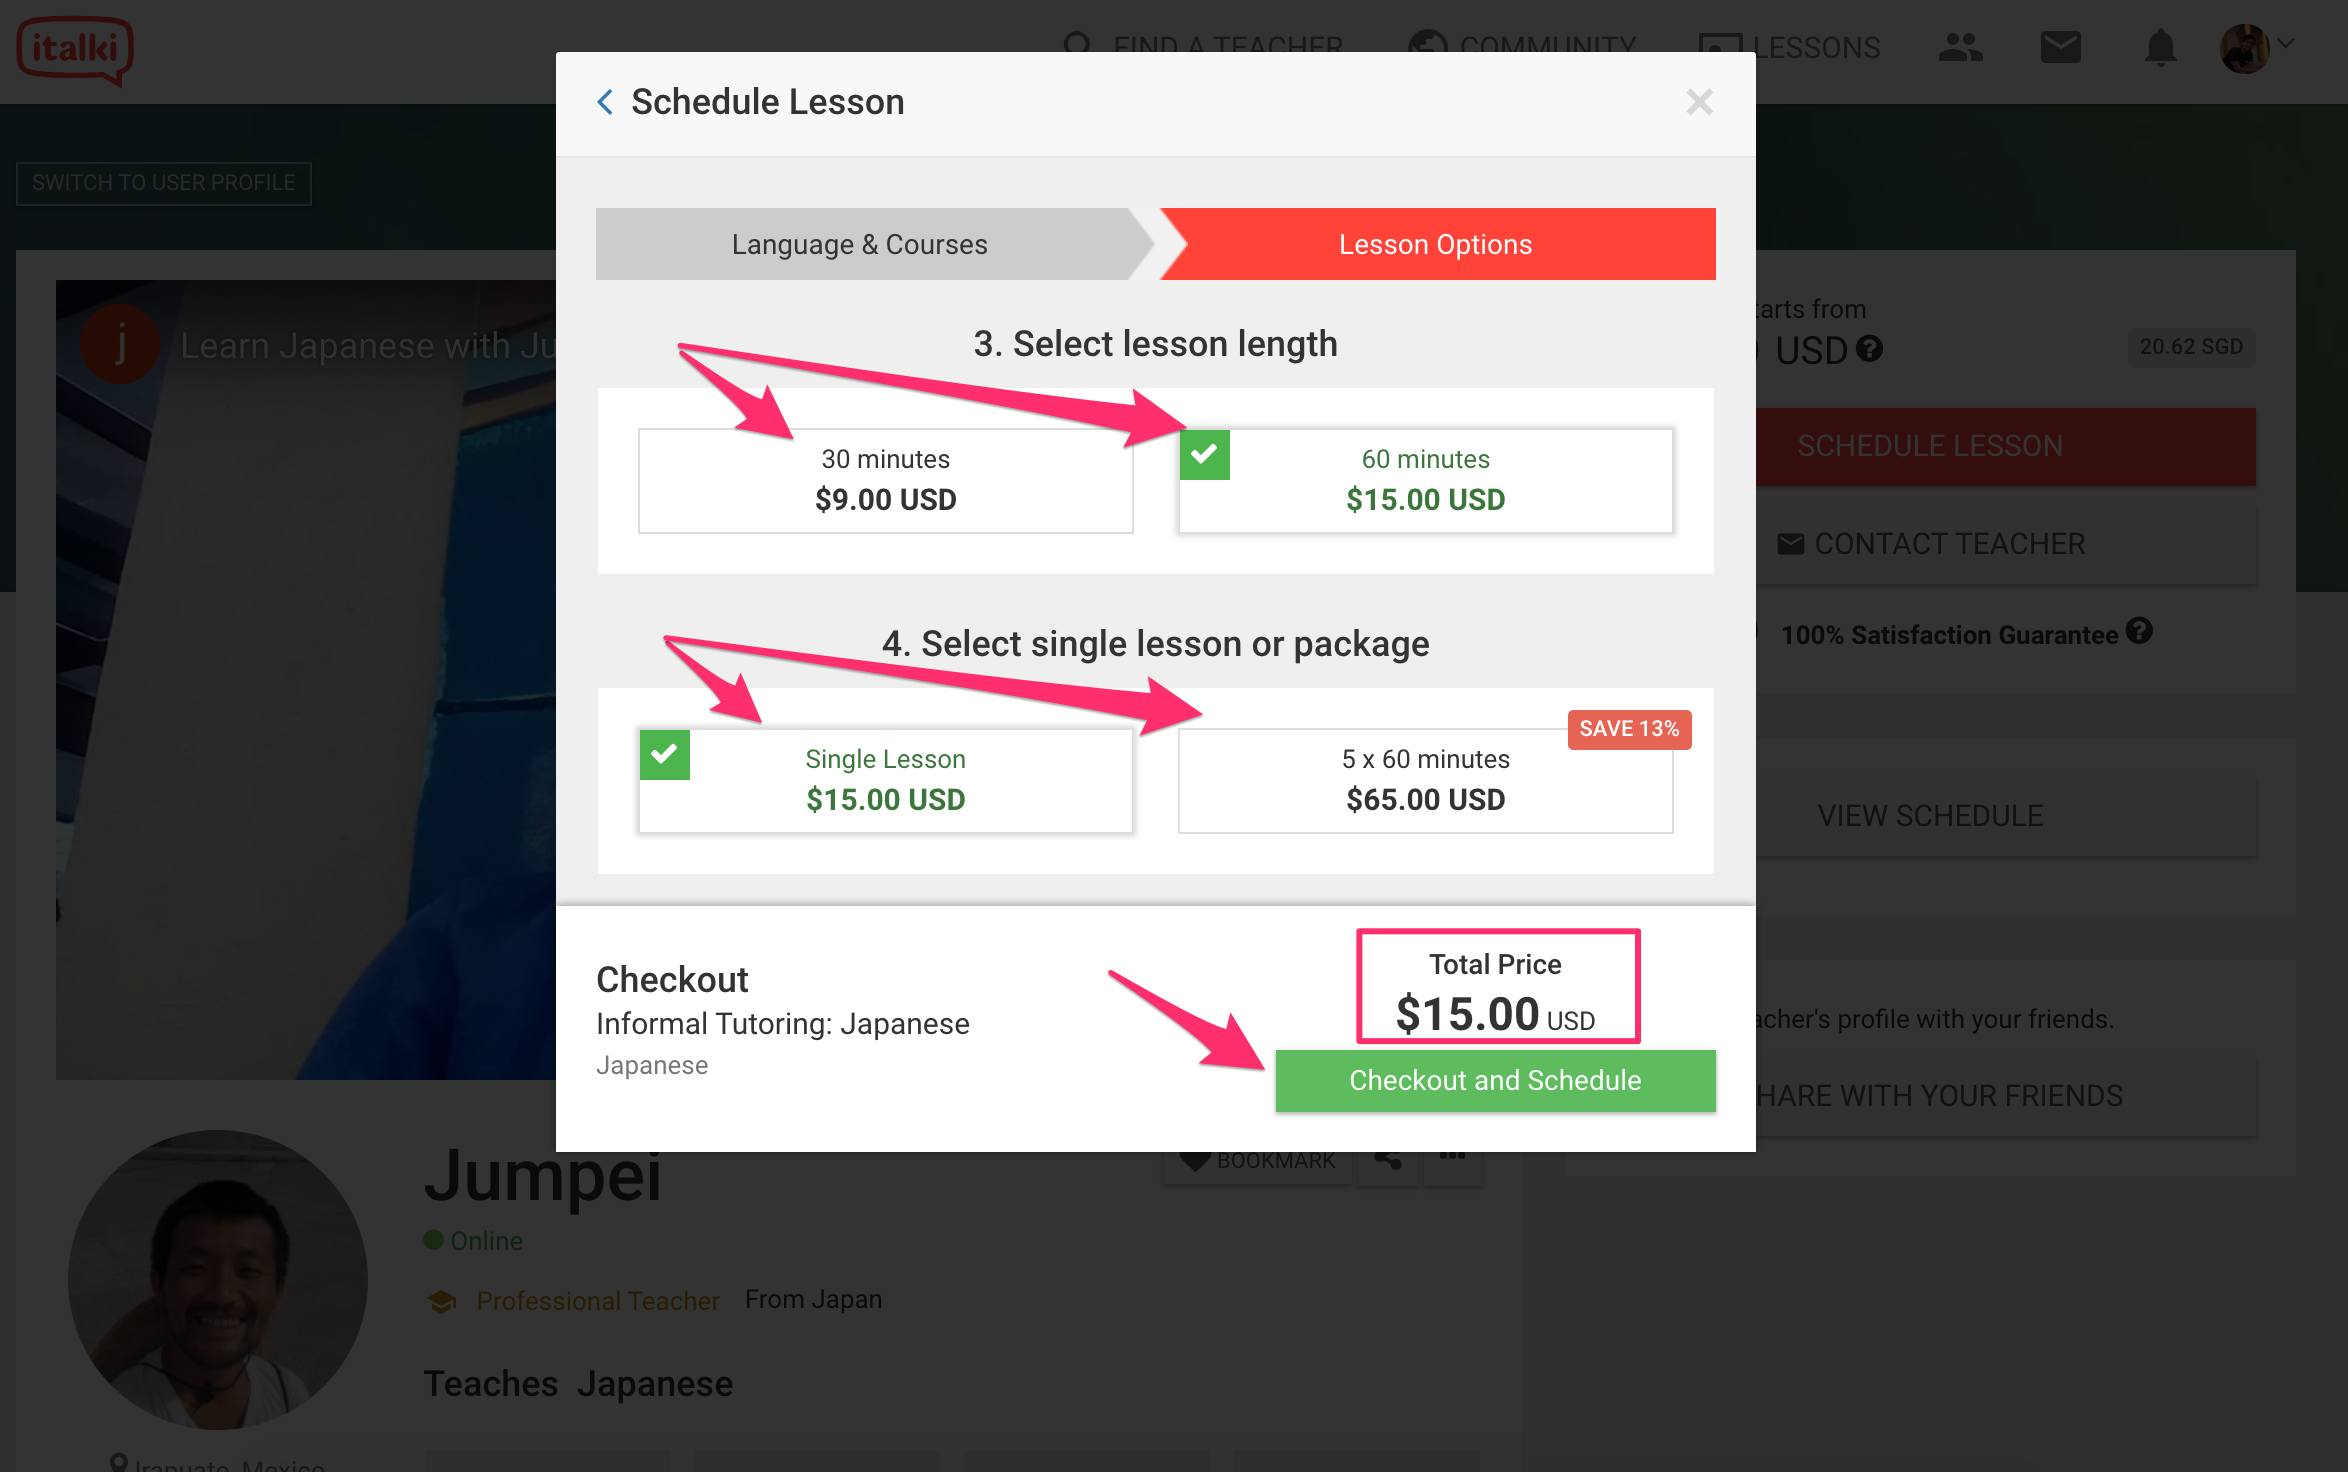 italki
FIND A TEACHER
COMMUNITY
LESSONS
Schedule Lesson
SWITCH TO USER PROFILE
Language & Courses
Lesson Options
j
Learn Japanese with Ju
3. Select lesson length
30 minutes
$9.00 USD
60 minutes
$15.00 USD
4. Select single lesson or package
Single Lesson
$15.00 USD
SAVE 13%
5 x 60 minutes
$65.00 USD
Checkout
Informal Tutoring: Japanese
Japanese
Total Price
$15.00 USD
Checkout and Schedule
arts from
USD
20.62 SGD
SCHEDULE LESSON
CONTACT TEACHER
100% Satisfaction Guarantee
VIEW SCHEDULE
acher's profile with your friends.
HARE WITH YOUR FRIENDS
Jumpei
BOOKMARK
Online
Professional Teacher From Japan
Teaches Japanese
Irapuato, Mexico